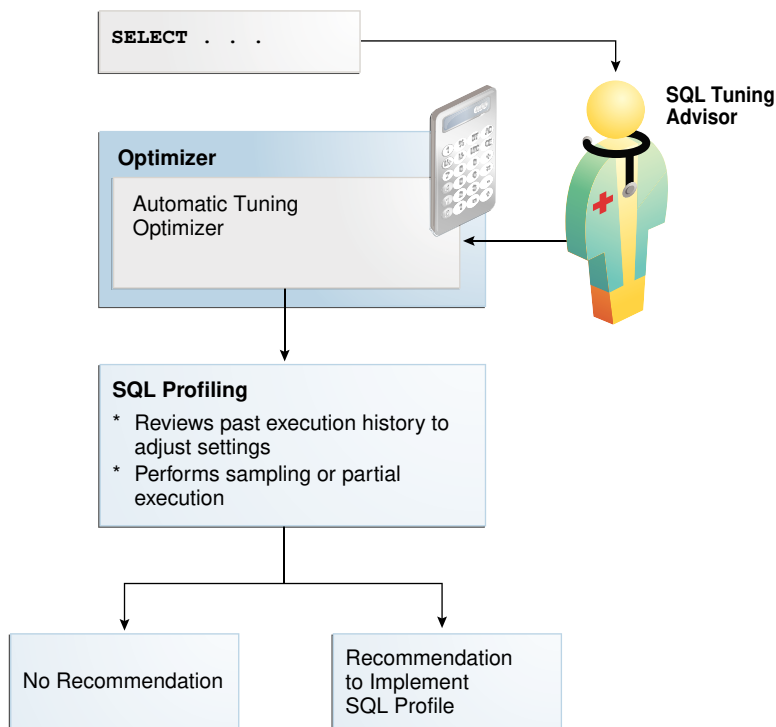 SELECT . . .
SQL Tuning
Advisor
Optimizer
Automatic Tuning
Optimizer
SQL Profiling
* Reviews past execution history to
adjust settings
* Performs sampling or partial
execution
No Recommendation
Recommendation
to Implement
SQL Profile